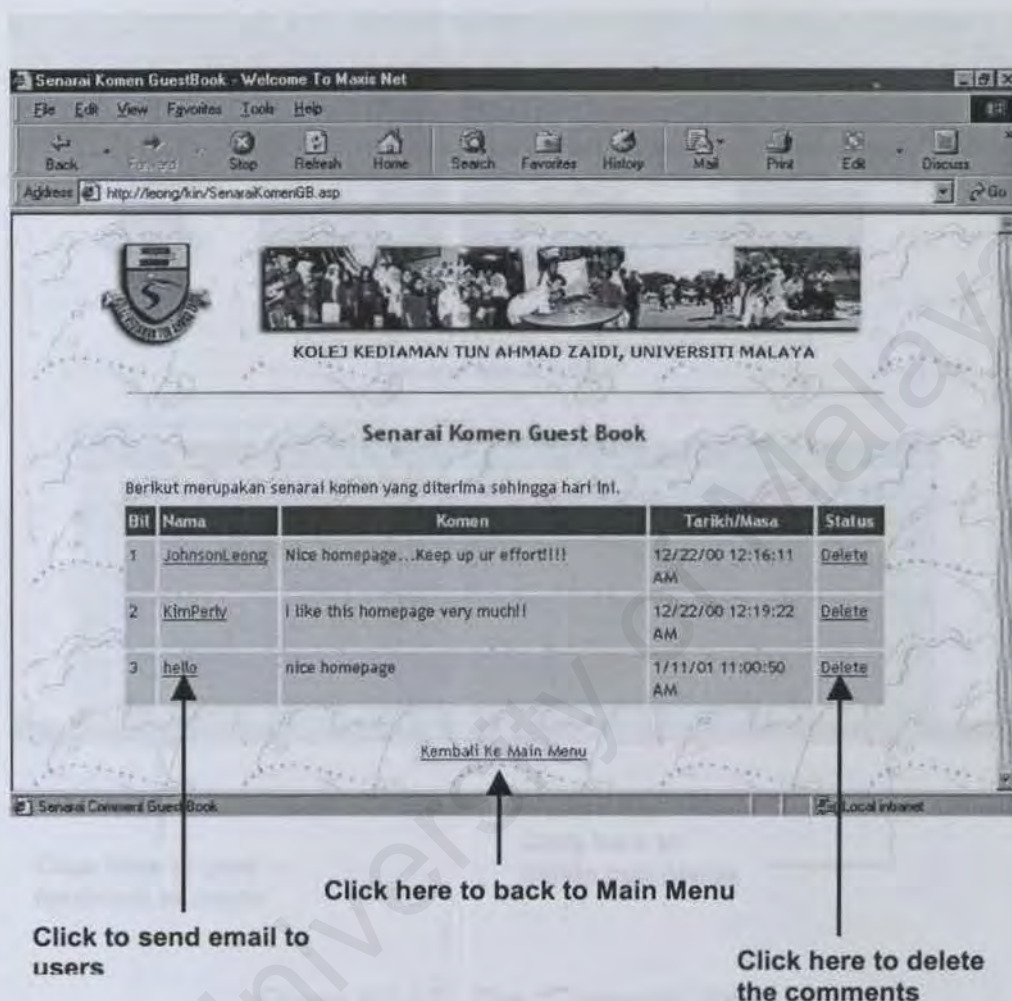 Senarai Komen GuestBook - Welcome To Maxis Net
File Edit View Favorites Tools Help
Back Forward Stop Refresh Home Search Favorites History Mail Print Edit Discuss
Address http://leong/kin/SenaraiKomenGB.asp Go
KOLEJ KEDIAMAN TUN AHMAD ZAIDI, UNIVERSITI MALAYA
Senarai Komen Guest Book
Berikut merupakan senarai komen yang diterima sehingga hari ini.
Bil Nama Komen Tarikh/Masa Status
1 JohnsonLeong Nice homepage...Keep up ur effort!!!! 12/22/00 12:16:11 AM Delete
2 KimPerly I like this homepage very much!! 12/22/00 12:19:22 AM Delete
3 hello nice homepage 1/11/01 11:00:50 AM Delete
Kembali Ke Main Menu
Senarai Comment Guest Book Local intranet
Click here to back to Main Menu
Click to send email to
users
Click here to delete
the comments
University of Malaya